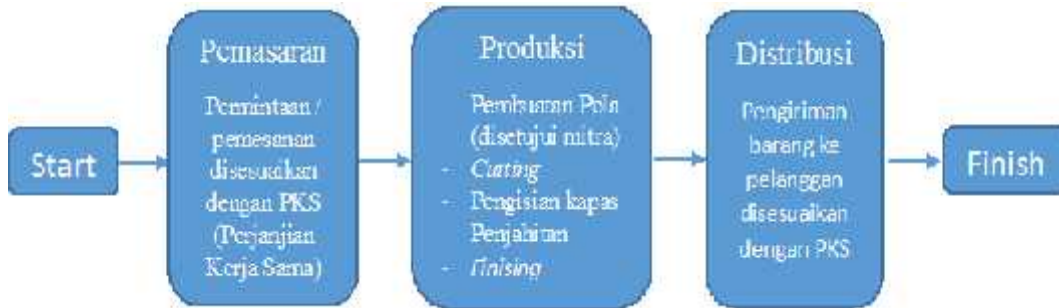 Start
Pemasaran
Permintaan /
pemesanan
disesuaikan
dengan PKS
(Perjanjian
Kerja Sama)
Produksi
Pembuatan Pola
(disetujui mitra)
- Cutting
- Pengisian kapas
Penjahitan
- Finising
Distribusi
Pengiriman
barang ke
pelanggan
disesuaikan
dengan PKS
Finish